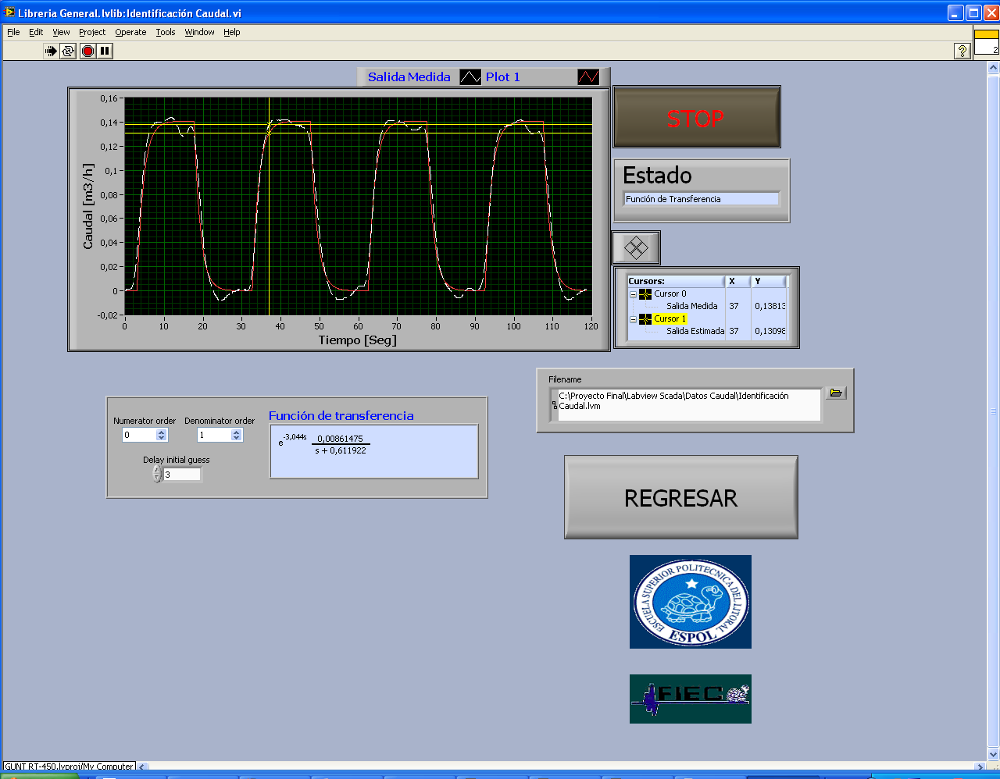 Libreria General.lvlib:Identificación Caudal.vi
File Edit View Project Operate Tools Window Help
2
Salida Medida Plot 1
0,16
0,14
0,12
0,1
0,08
0,06
0,04
0,02
0
-0,02
Caudal [m3/h]
0 10 20 30 40 50 60 70 80 90 100 110 120
Tiempo [Seg]
STOP
Estado
Función de Transferencia
Cursors: X Y
Cursor 0
Salida Medida 37 0,13813
Cursor 1
Salida Estimada 37 0,13098
Filename
C:\Proyecto Final\Labview Scada\Datos Caudal\Identificación
Caudal.lvm
Numerator order Denominator order
0 1
Delay initial guess
3
Función de transferencia
e-3,044s 0,00861475
s + 0,611922
REGRESAR
ESCUELA SUPERIOR POLITECNICA DEL LITORAL
ESPOL
FIEC
GUNT RT-450.lvproj/My Computer